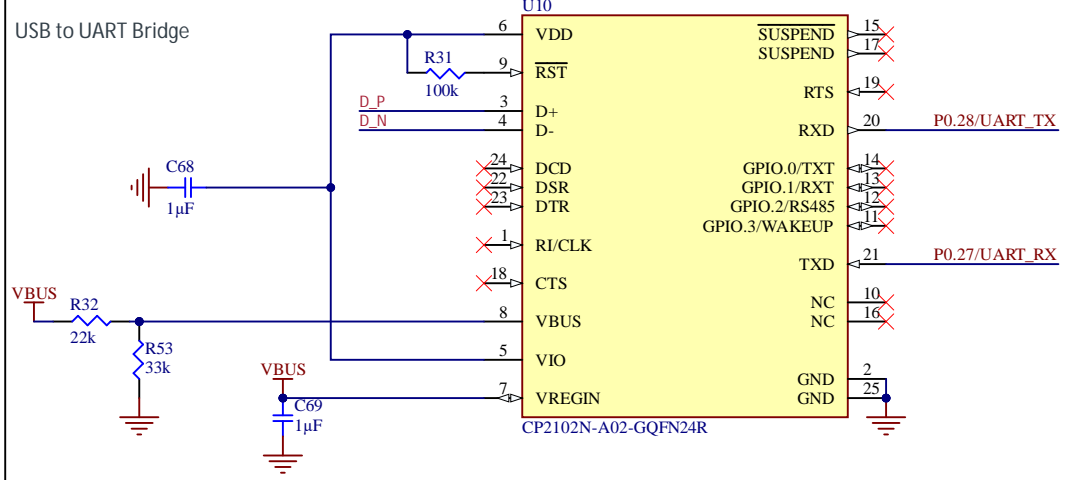 U10
USB to UART Bridge
6 VDD SUSPEND 15
SUSPEND 17
R31
100k
9 RST
RTS 19
D_P 3 D+
D_N 4 D-
RXD 20 P0.28/UART_TX
24 DCD GPIO.0/TXT 14
C68
1µF
22 DSR GPIO.1/RXT 13
23 DTR GPIO.2/RS485 12
GPIO.3/WAKEUP 11
1 RI/CLK
TXD 21 P0.27/UART_RX
18 CTS
NC 10
VBUS
R32
22k
8 VBUS NC 16
R53
33k
5 VIO
GND 2
VBUS
7 VREGIN GND 25
C69
1µF
CP2102N-A02-GQFN24R